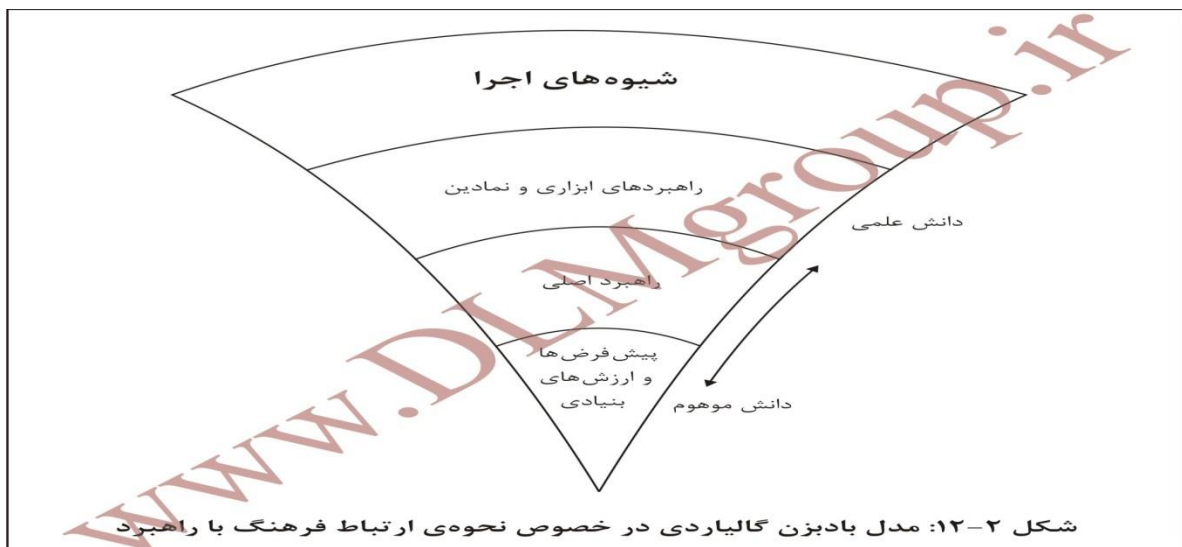 شیوه‌های اجرا
راهبردهای ابزاری و نمادین
دانش علمی
راهبرد اصلی
پیش‌فرض‌ها
و ارزش‌های
بنیادی
دانش موهوم
شکل ۲-۱۲: مدل بادبزن گالیاردی در خصوص نحوه‌ی ارتباط فرهنگ با راهبرد
www.DLMgroup.ir